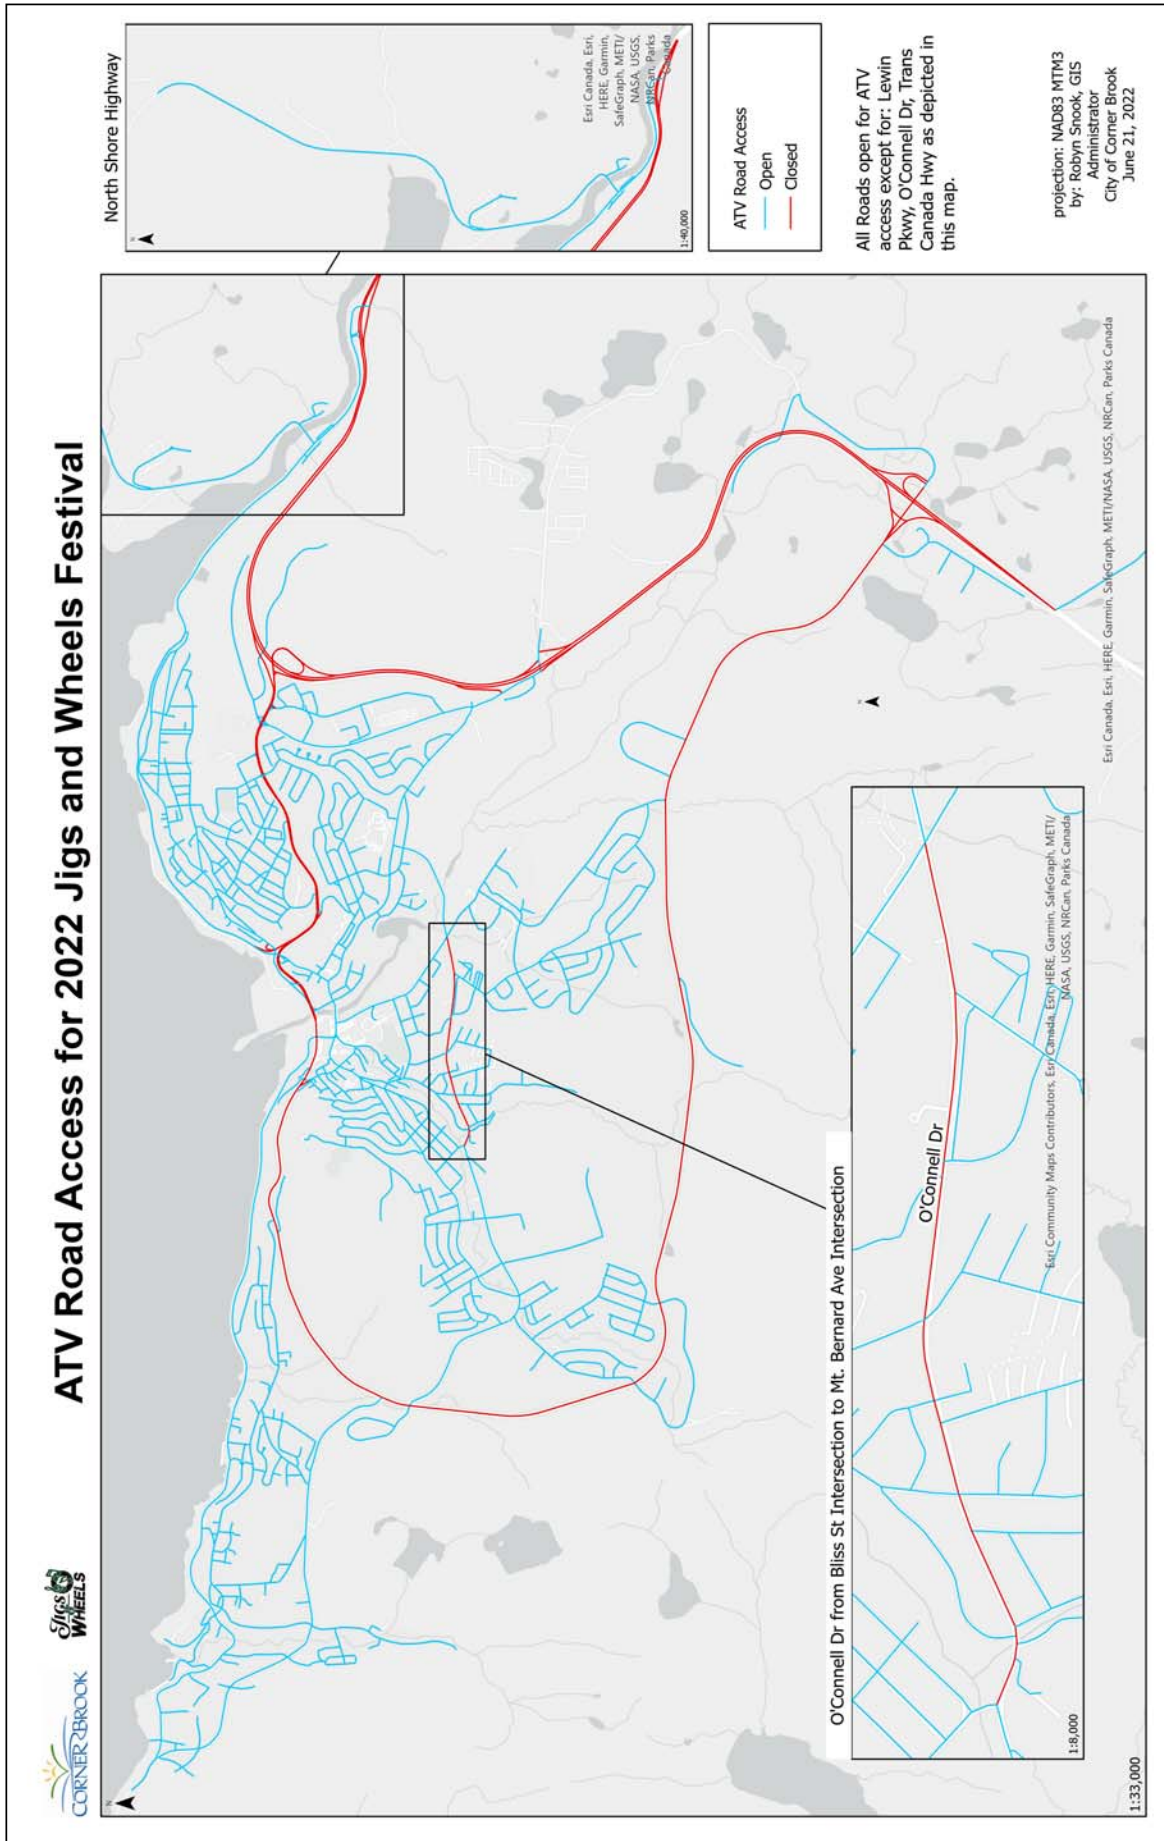 CORNER BROOK
Jigs &
WHEELS
ATV Road Access for 2022 Jigs and Wheels Festival
North Shore Highway
N
Esri Canada, Esri,
HERE, Garmin,
SafeGraph, METI/
NASA, USGS,
NRCan, Parks
Canada
1:40,000
ATV Road Access
Open
Closed
All Roads open for ATV
access except for: Lewin
Pkwy, O'Connell Dr, Trans
Canada Hwy as depicted in
this map.
projection: NAD83 MTM3
by: Robyn Snook, GIS
Administrator
City of Corner Brook
June 21, 2022
N
N
Esri Canada, Esri, HERE, Garmin, SafeGraph, METI/NASA, USGS, NRCan, Parks Canada
O'Connell Dr from Bliss St Intersection to Mt. Bernard Ave Intersection
O'Connell Dr
Esri Community Maps Contributors, Esri Canada, Esri, HERE, Garmin, SafeGraph, METI/
NASA, USGS, NRCan, Parks Canada
1:8,000
1:33,000